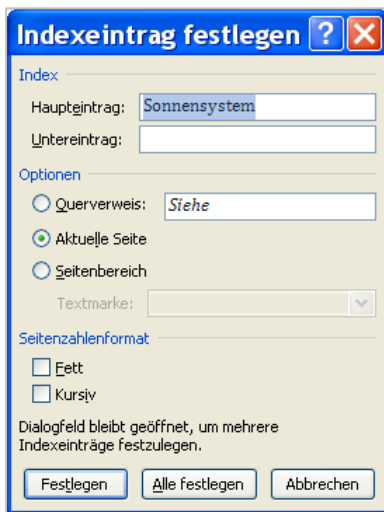 Indexeintrag festlegen
Index
Haupteintrag: Sonnensystem
Untereintrag:
Optionen
Querverweis: Siehe
Aktuelle Seite
Seitenbereich
Textmarke:
Seitenzahlenformat
Fett
Kursiv
Dialogfeld bleibt geöffnet, um mehrere
Indexeinträge festzulegen.
Festlegen Alle festlegen Abbrechen